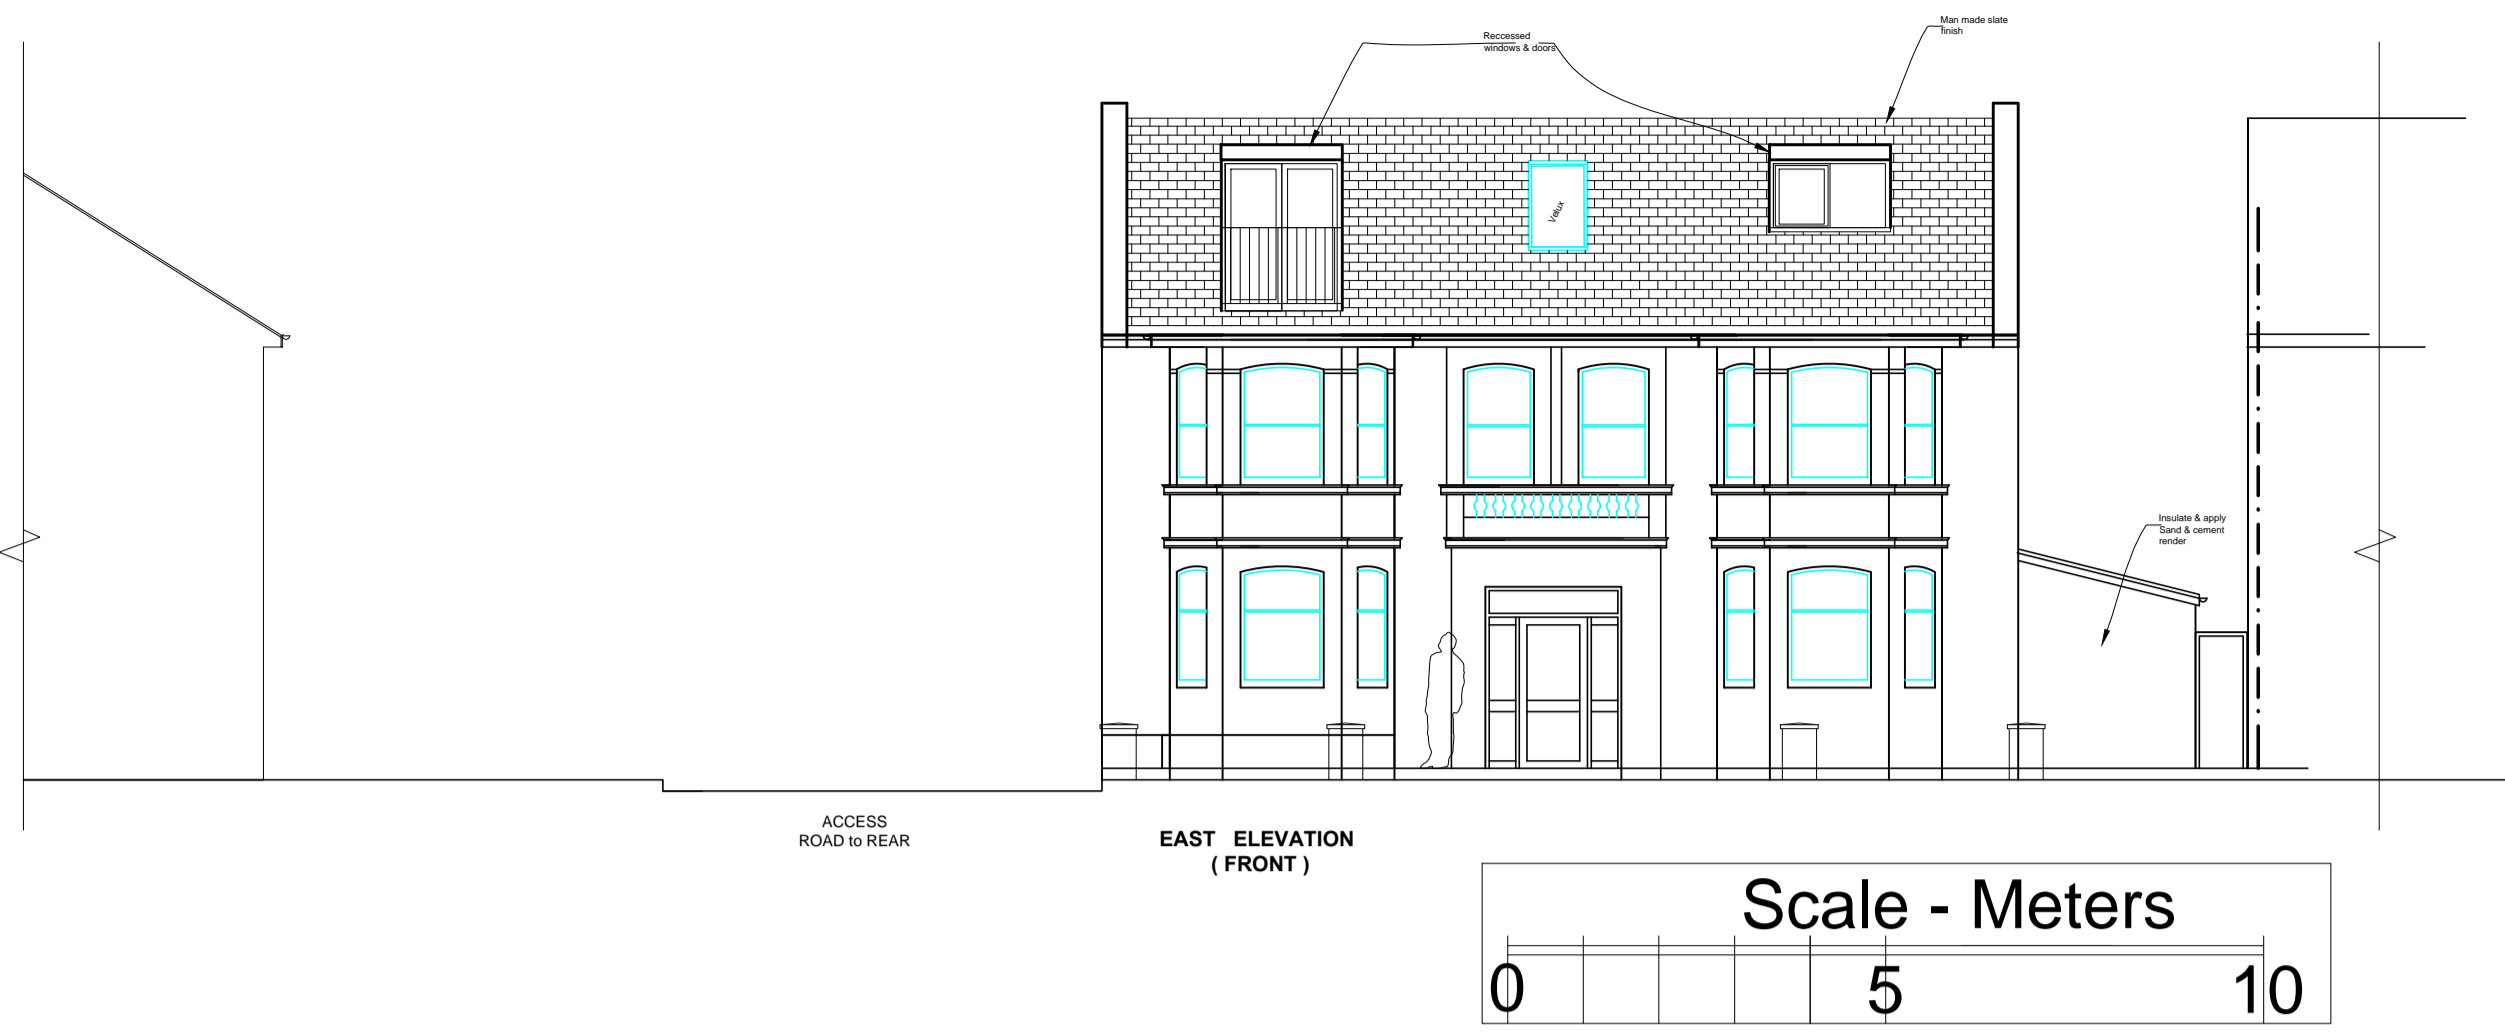 Man made slate
finish
Reccessed
windows & doors
Velux
Insulate & apply
Sand & cement
render
ACCESS
ROAD to REAR
EAST ELEVATION
( FRONT )
Scale - Meters
0 5 10